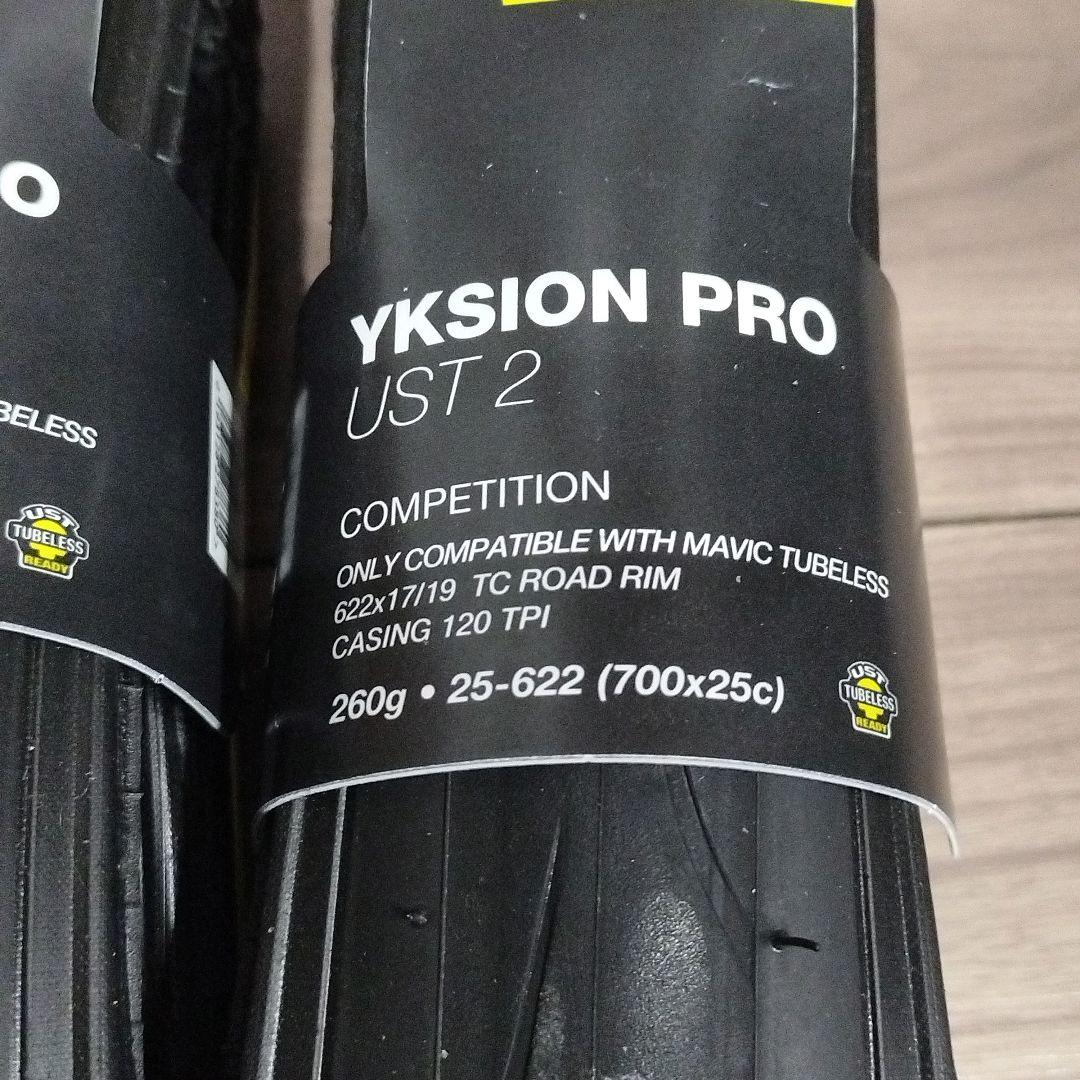 O
BELESS
UST
TUBELESS
READY
YKSION PRO
UST 2
COMPETITION
ONLY COMPATIBLE WITH MAVIC TUBELESS
622x17/19 TC ROAD RIM
CASING 120 TPI
260g • 25-622 (700x25c)
UST
TUBELESS
READY